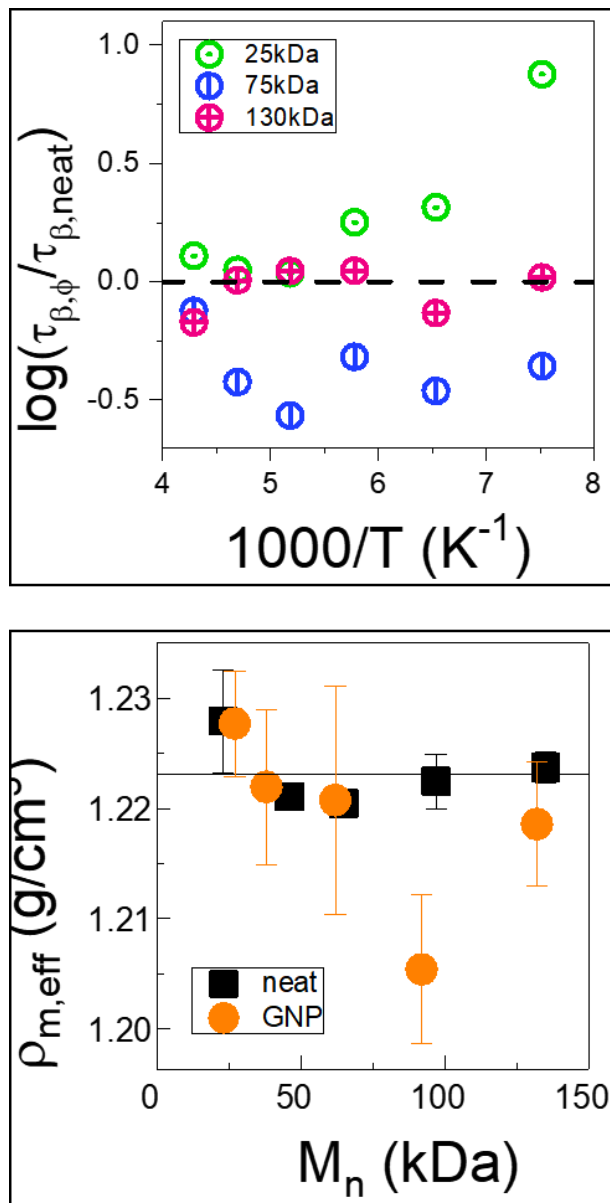 1.0
0.5
0.0
-0.5
25kDa
75kDa
130kDa
log(τβ,ϕ/τβ,neat)
4 5 6 7 8
1000/T (K⁻¹)
1.23
1.22
1.21
1.20
ρm,eff (g/cm³)
neat
GNP
0 50 100 150
Mn (kDa)